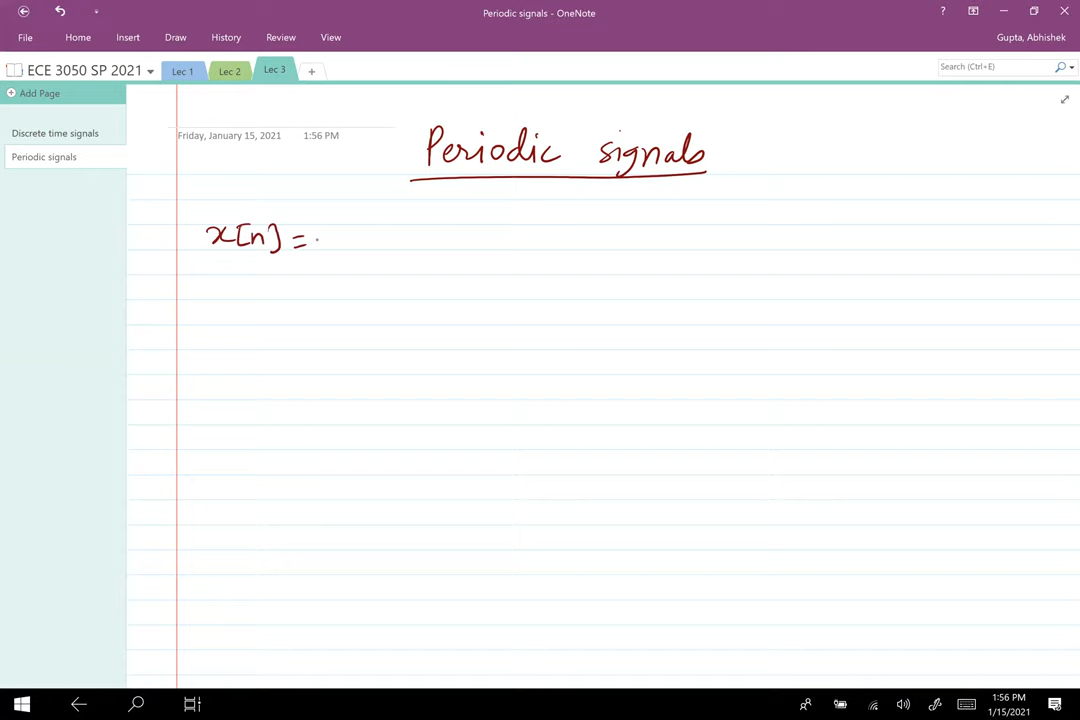 Periodic signals - OneNote
?
File Home Insert Draw History Review View
Gupta, Abhishek
ECE 3050 SP 2021 Lec 1 Lec 2 Lec 3 +
Search (Ctrl+E)
Add Page
Discrete time signals
Periodic signals
Friday, January 15, 2021 1:56 PM
Periodic signals
x[n] =
1:56 PM
1/15/2021